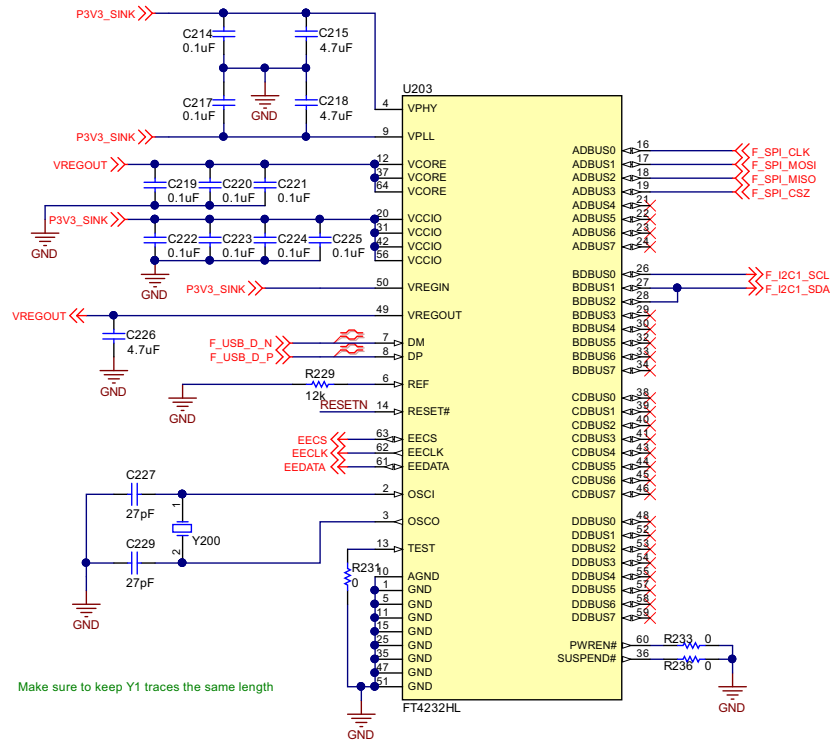 P3V3_SINK
C214
0.1uF
C215
4.7uF
GND
C217
0.1uF
C218
4.7uF
P3V3_SINK
U203
4 VPHY
9 VPLL
VREGOUT
12 VCORE
37 VCORE
64 VCORE
C219
0.1uF
C220
0.1uF
C221
0.1uF
GND
P3V3_SINK
20 VCCIO
31 VCCIO
42 VCCIO
56 VCCIO
C222
0.1uF
C223
0.1uF
C224
0.1uF
C225
0.1uF
GND
P3V3_SINK
50 VREGIN
VREGOUT
49 VREGOUT
C226
4.7uF
GND
F_USB_D_N
7 DM
F_USB_D_P
8 DP
R229
12k
6 REF
GND
RESETN
14 RESET#
EECS
63 EECS
EECLK
62 EECLK
EEDATA
61 EEDATA
C227
27pF
2 OSCI
3 OSCO
1
2
Y200
C229
27pF
GND
13 TEST
R231
0
10 AGND
1 GND
5 GND
11 GND
15 GND
25 GND
35 GND
47 GND
51 GND
GND
ADBUS0 16 F_SPI_CLK
ADBUS1 17 F_SPI_MOSI
ADBUS2 18 F_SPI_MISO
ADBUS3 19 F_SPI_CSZ
ADBUS4 21
ADBUS5 22
ADBUS6 23
ADBUS7 24
BDBUS0 26 F_I2C1_SCL
BDBUS1 27 F_I2C1_SDA
BDBUS2 28
BDBUS3 29
BDBUS4 30
BDBUS5 32
BDBUS6 33
BDBUS7 34
CDBUS0 38
CDBUS1 39
CDBUS2 40
CDBUS3 41
CDBUS4 43
CDBUS5 44
CDBUS6 45
CDBUS7 46
DDBUS0 48
DDBUS1 52
DDBUS2 53
DDBUS3 54
DDBUS4 55
DDBUS5 57
DDBUS6 58
DDBUS7 59
PWREN# 60
R233 0
SUSPEND# 36
R236 0
GND
FT4232HL
Make sure to keep Y1 traces the same length